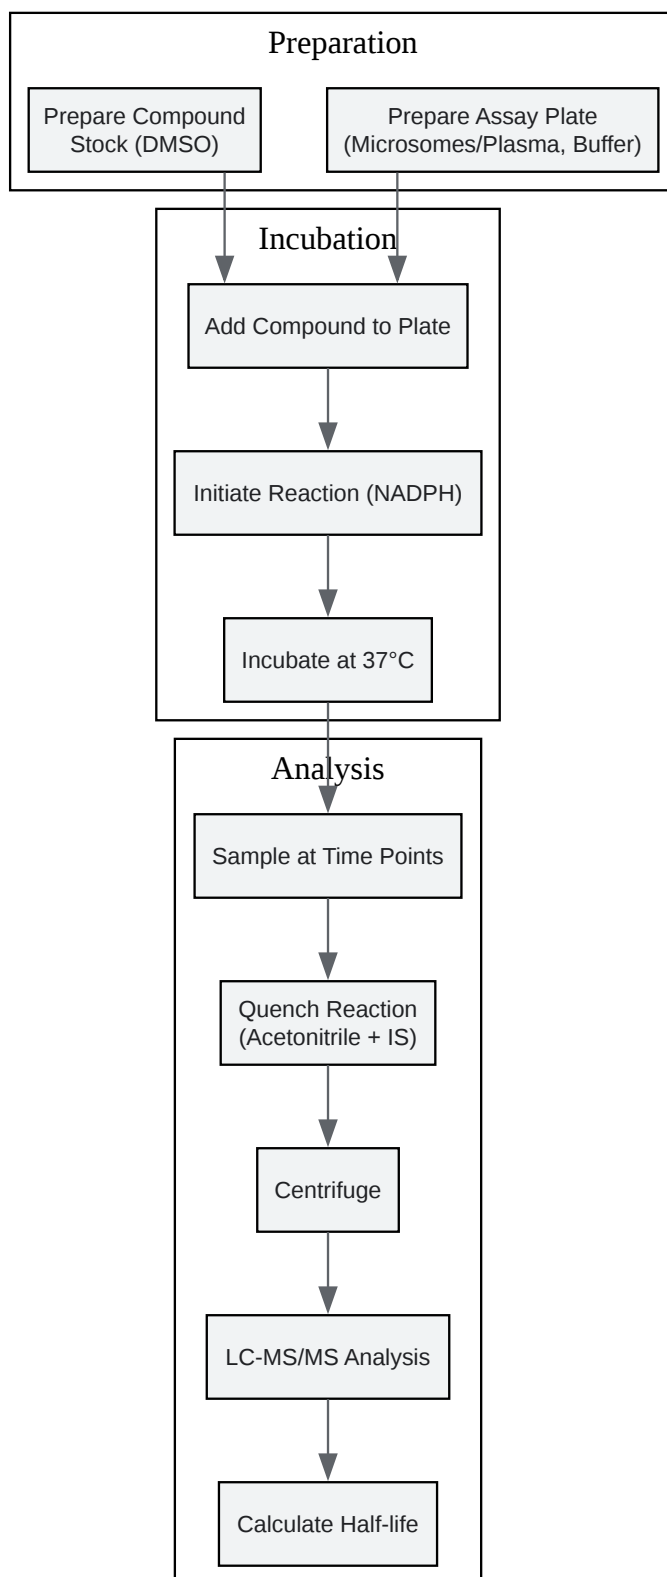 Preparation
Prepare Compound
Stock (DMSO)
Prepare Assay Plate
(Microsomes/Plasma, Buffer)
Incubation
Add Compound to Plate
Initiate Reaction (NADPH)
Incubate at 37°C
Analysis
Sample at Time Points
Quench Reaction
(Acetonitrile + IS)
Centrifuge
LC-MS/MS Analysis
Calculate Half-life